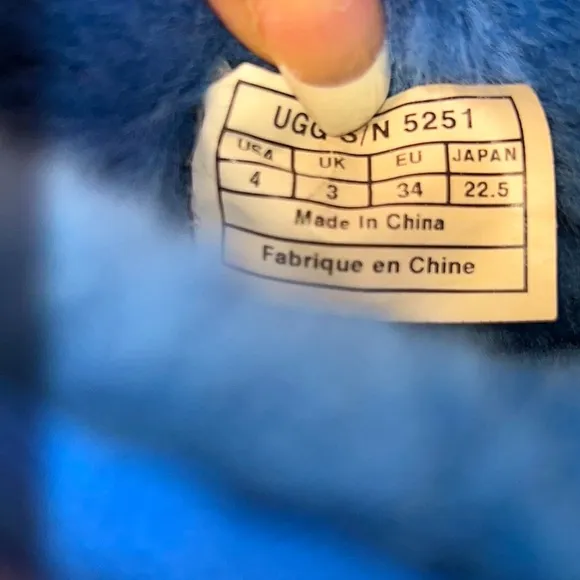 UGG S/N 5251
USA UK EU JAPAN
4 3 34 22.5
Made In China
Fabrique en Chine